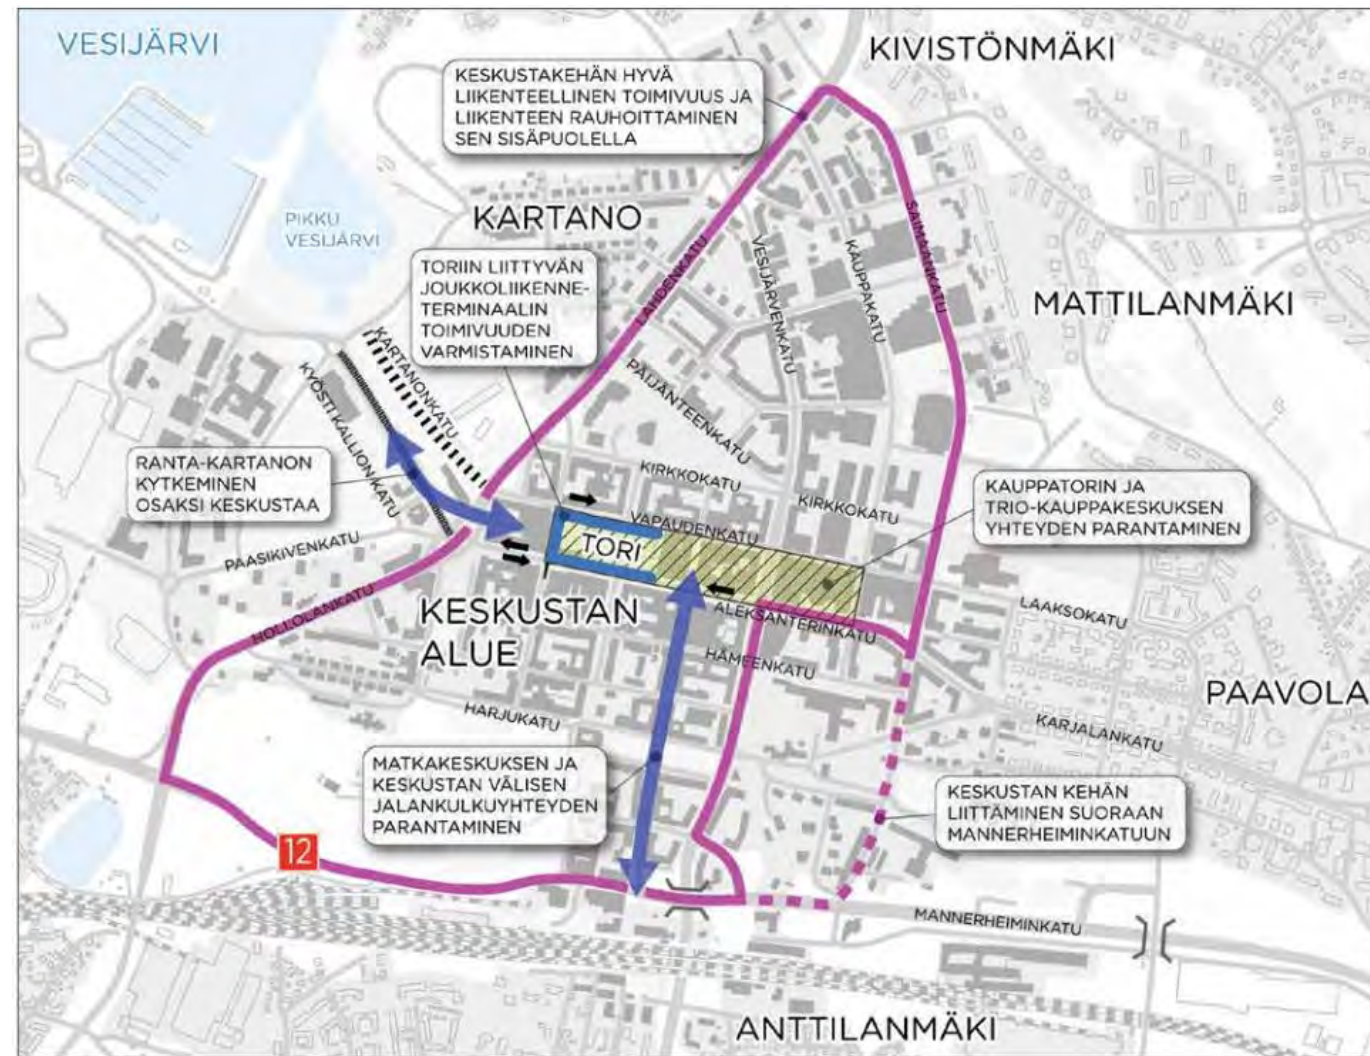 VESIJÄRVI
KIVISTÖNMÄKI
KESKUSTAKEHÄN HYVÄ
LIIKENTEELLINEN TOIMIVUUS JA
LIIKENTEEN RAUHOITTAMINEN
SEN SISÄPUOLELLA
PIKKU
VESIJÄRVI
KARTANO
SAIMAANKATU
LAHDENKATU
VESIJÄRVENKATU
KAUPPAKATU
MATTILANMÄKI
TORIIN LIITTYVÄN
JOUKKOLIIKENNE-
TERMINAALIN
TOIMIVUUDEN
VARMISTAMINEN
KARTANONKATU
KYÖSTI KALLION KATU
PÄIJÄNTEENKATU
RANTA-KARTANON
KYTKEMINEN
OSAKSI KESKUSTAA
KIRKKOKATU
KIRKKOKATU
KAUPPATORIN JA
TRIO-KAUPPAKESKUKSEN
YHTEYDEN PARANTAMINEN
VAPAUDENKATU
TORI
PAASIKIVENKATU
HOLLOLANKATU
KESKUSTAN
ALUE
ALEKSANTERINKATU
LAAKSOKATU
HÄMEENKATU
PAAVOLA
HARJUKATU
KARJALANKATU
MATKAKESKUKSEN JA
KESKUSTAN VÄLISEN
JALANKULKUYHTEYDEN
PARANTAMINEN
KESKUSTAN KEHÄN
LIITTÄMINEN SUORAAN
MANNERHEIMINKATUUN
12
MANNERHEIMINKATU
ANTTILANMÄKI